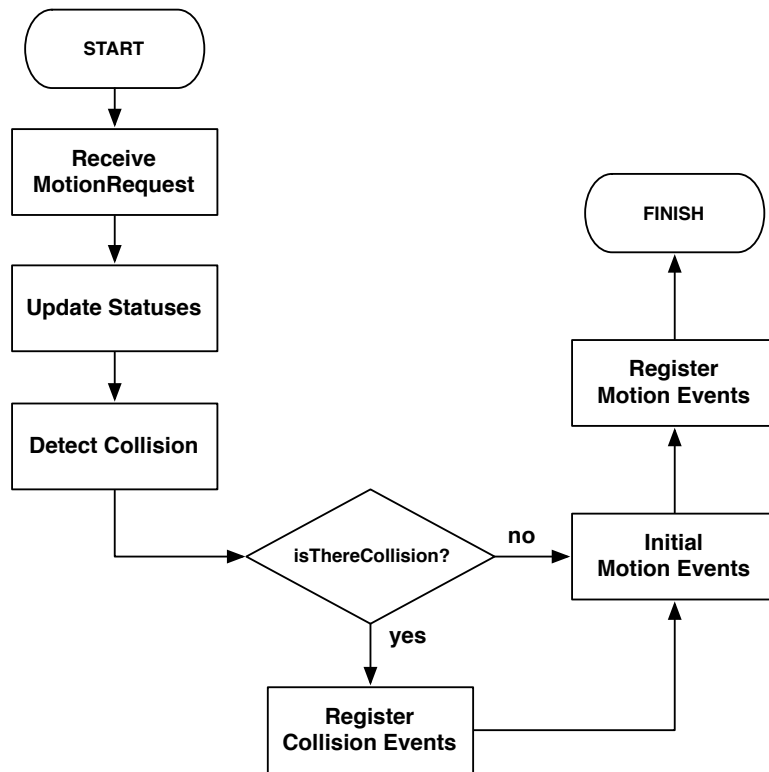 START
Receive
MotionRequest
Update Statuses
Detect Collision
isThereCollision?
no
yes
Register
Collision Events
Initial
Motion Events
Register
Motion Events
FINISH